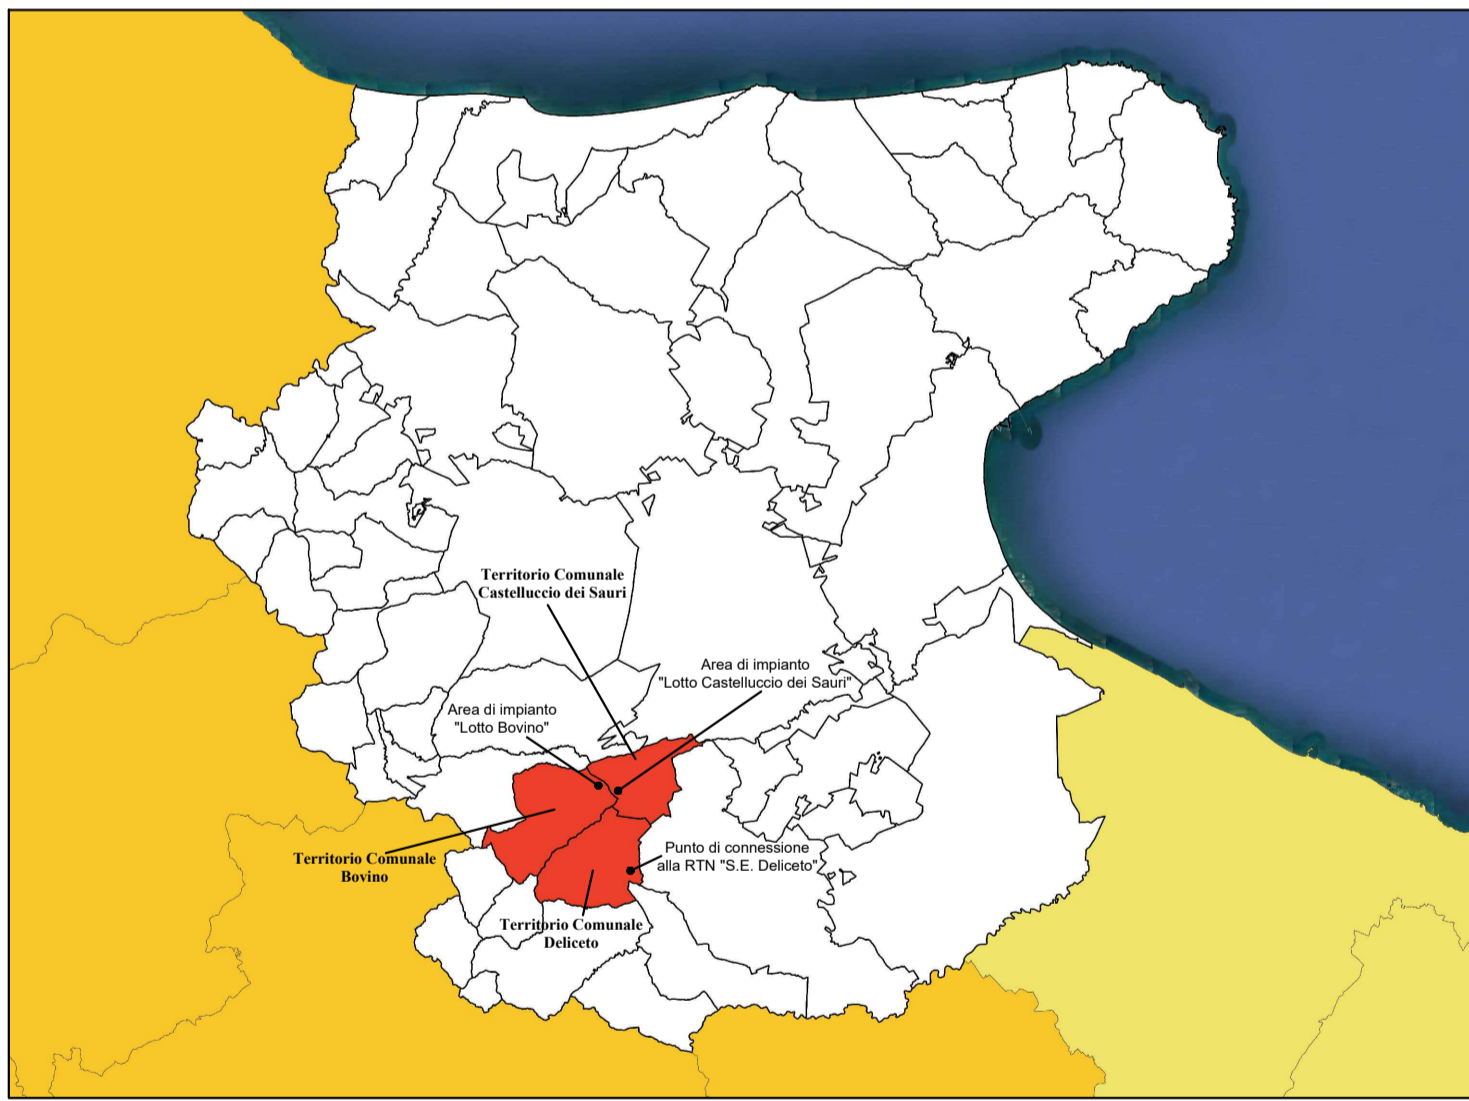 Territorio Comunale
Castelluccio dei Sauri
Area di impianto
"Lotto Castelluccio dei Sauri"
Area di impianto
"Lotto Bovino"
Territorio Comunale
Bovino
Punto di connessione
alla RTN "S.E. Deliceto"
Territorio Comunale
Deliceto